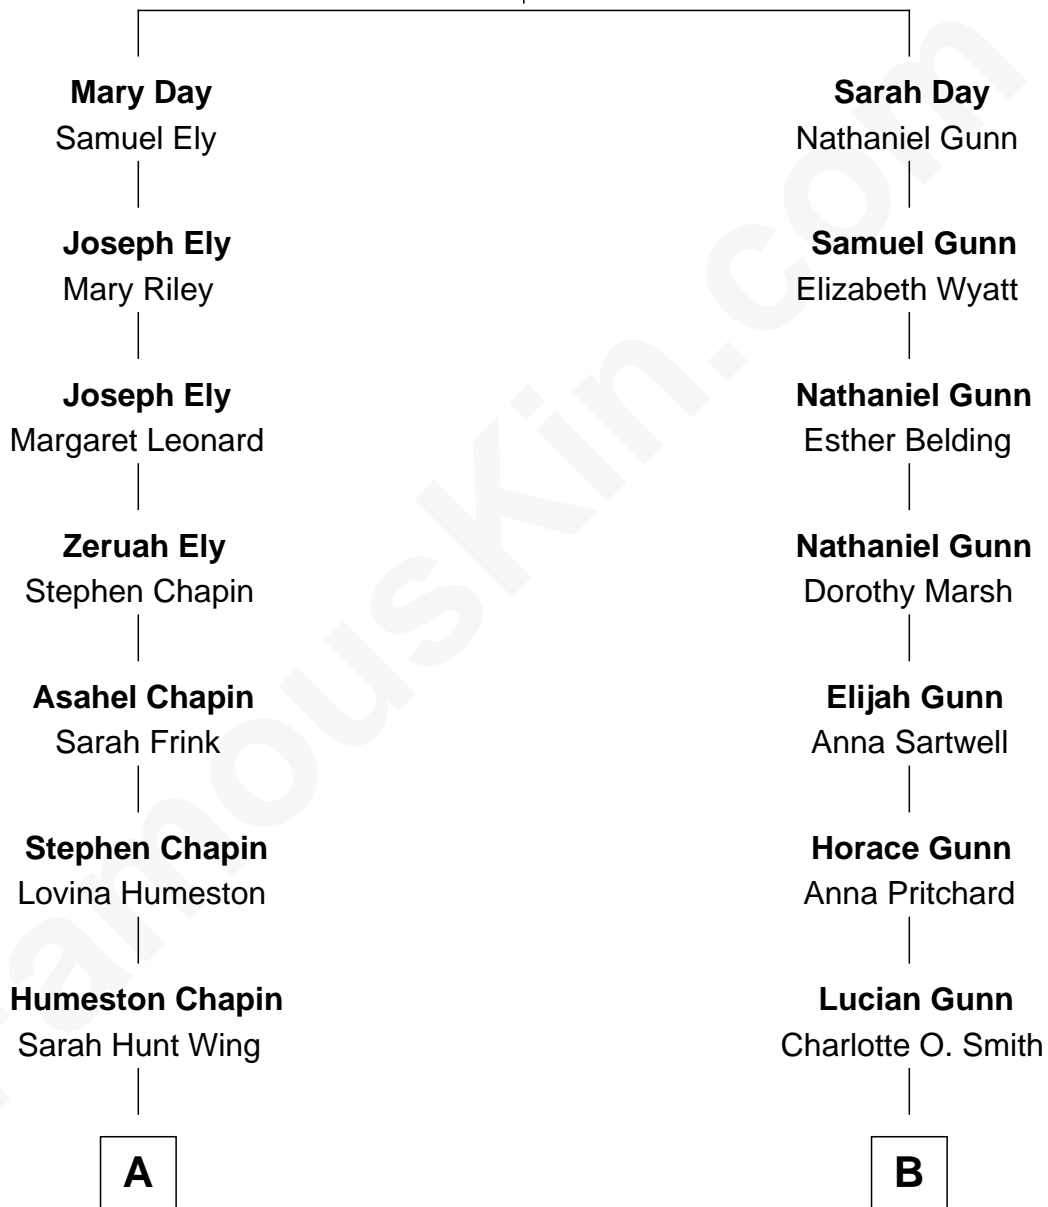 Mary Day
Samuel Ely
Joseph Ely
Mary Riley
Joseph Ely
Margaret Leonard
Zeruah Ely
Stephen Chapin
Asahel Chapin
Sarah Frink
Stephen Chapin
Lovina Humeston
Humeston Chapin
Sarah Hunt Wing
A
Sarah Day
Nathaniel Gunn
Samuel Gunn
Elizabeth Wyatt
Nathaniel Gunn
Esther Belding
Nathaniel Gunn
Dorothy Marsh
Elijah Gunn
Anna Sartwell
Horace Gunn
Anna Pritchard
Lucian Gunn
Charlotte O. Smith
B
FamousKin.com